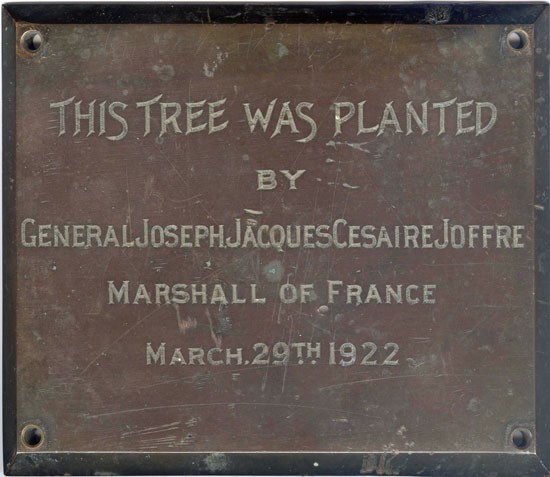 THIS TREE WAS PLANTED
BY
GENERAL JOSEPH JACQUES CESAIRE JOFFRE
MARSHALL OF FRANCE
MARCH. 29TH. 1922